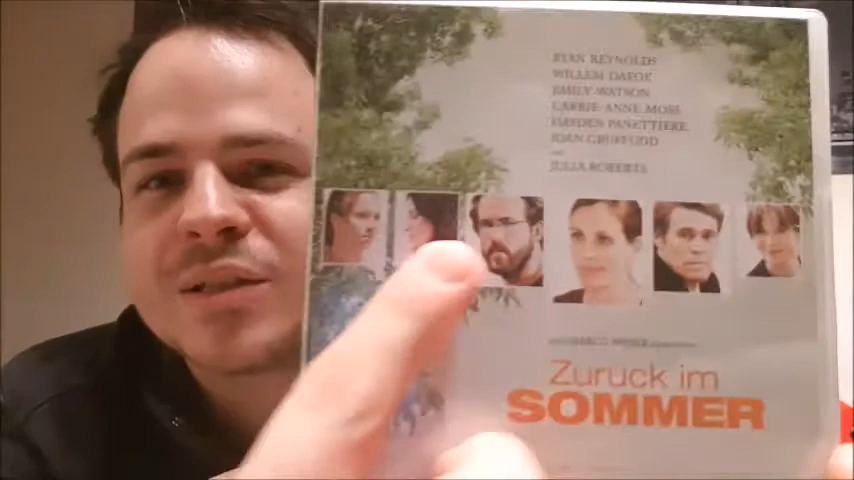 RYAN REYNOLDS
WILLEM DAFOE
EMILY WATSON
CARRIE-ANNE MOSS
HAYDEN PANETTIERE
IOAN GRUFFUDD
JULIA ROBERTS
Zurück im
SOMMER